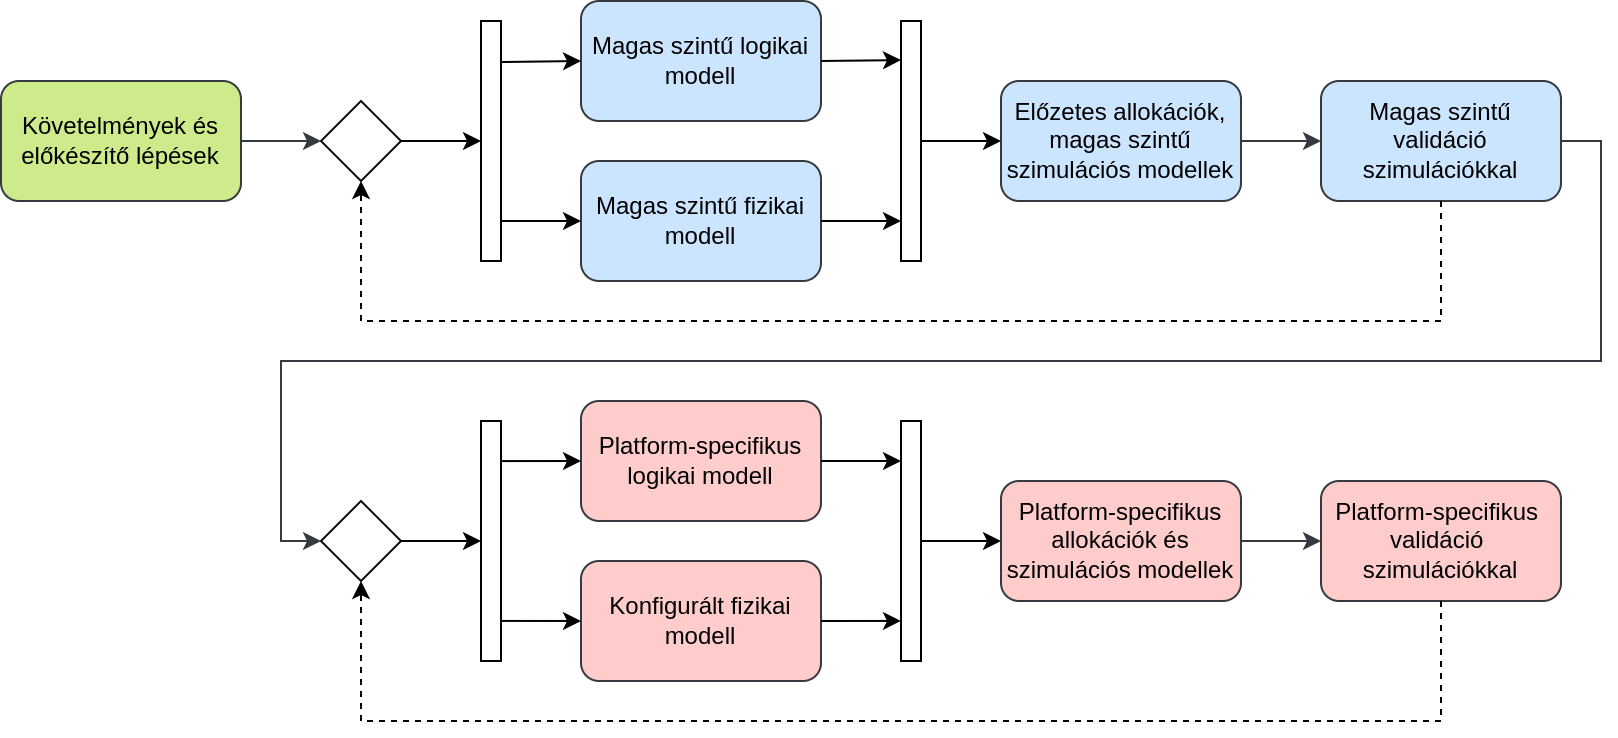 Követelmények és
előkészítő lépések
Magas szintű logikai
modell
Magas szintű fizikai
modell
Előzetes allokációk,
magas szintű
szimulációs modellek
Magas szintű
validáció
szimulációkkal
Platform-specifikus
logikai modell
Konfigurált fizikai
modell
Platform-specifikus
allokációk és
szimulációs modellek
Platform-specifikus
validáció
szimulációkkal